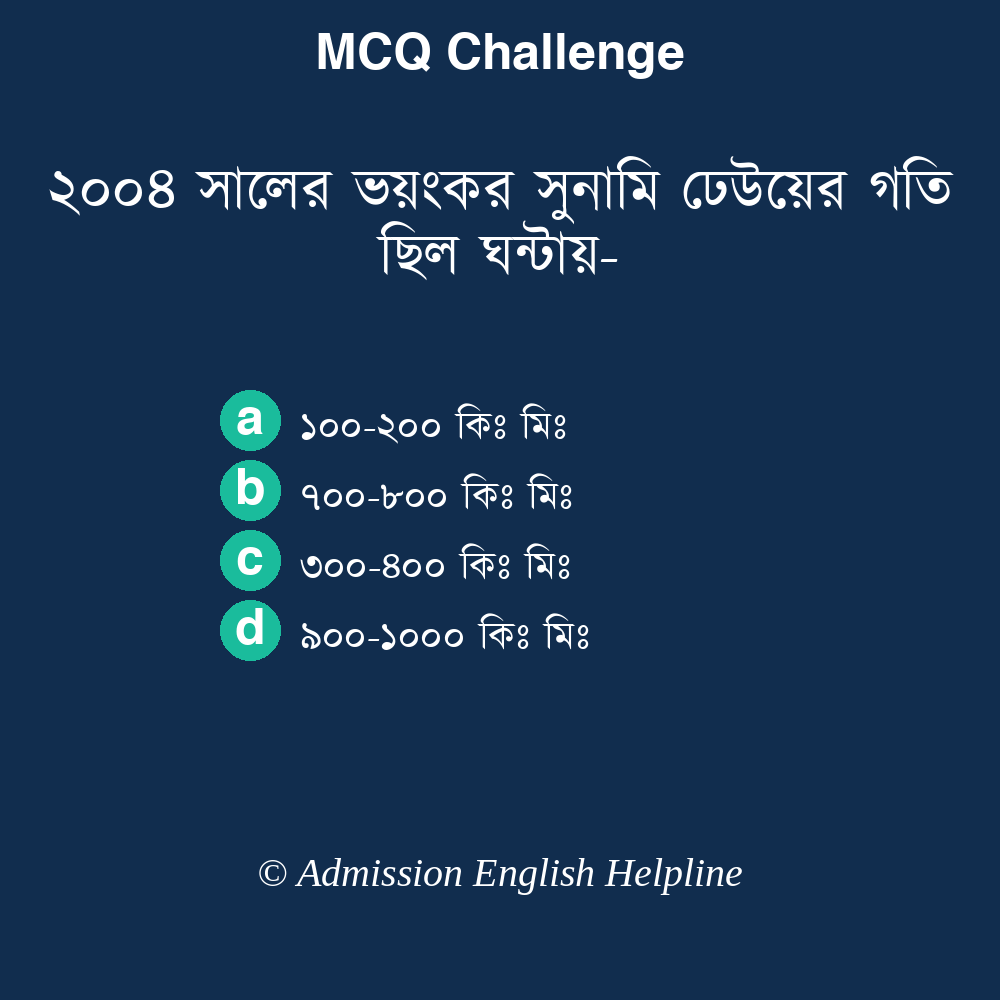 MCQ Challenge
২০০৪ সালের ভয়ংকর সুনামি ঢেউয়ের গতি
ছিল ঘন্টায়-
a ১০০-২০০ কিঃ মিঃ
b ৭০০-৮০০ কিঃ মিঃ
c ৩০০-৪০০ কিঃ মিঃ
d ৯০০-১০০০ কিঃ মিঃ
© Admission English Helpline